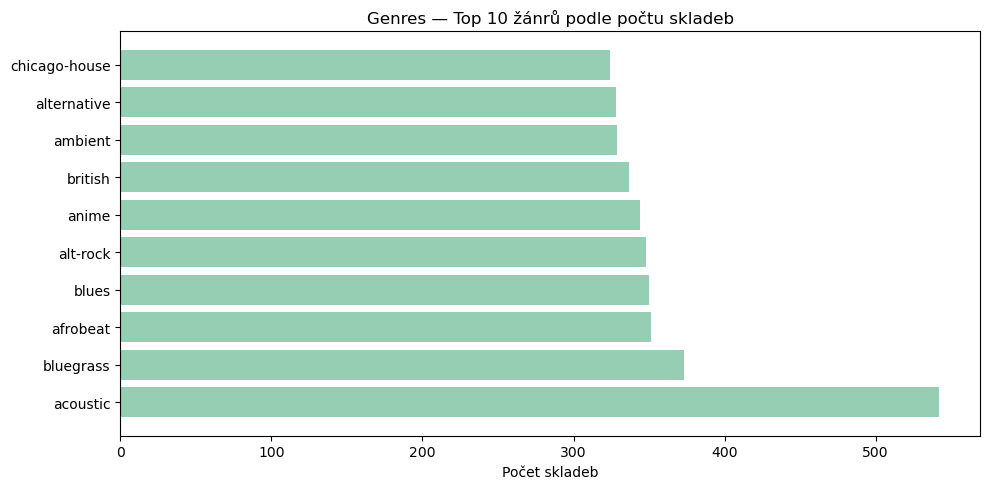 Genres — Top 10 žánrů podle počtu skladeb
chicago-house
alternative
ambient
british
anime
alt-rock
blues
afrobeat
bluegrass
acoustic
0 100 200 300 400 500
Počet skladeb